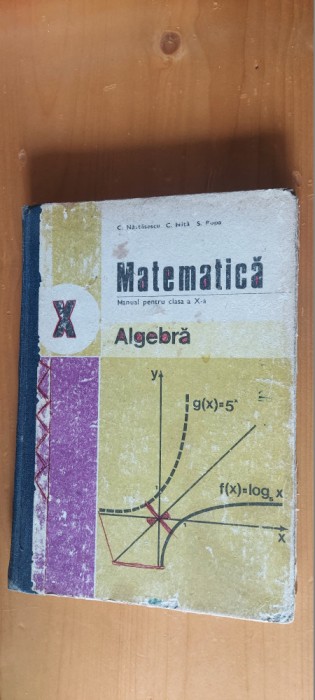 C. Năstăsescu C. Niță S. Popa
Matematică
Manual pentru clasa a X-a
X
Algebră
y
g(x)=5ˣ
f(x)=log₅ x
x